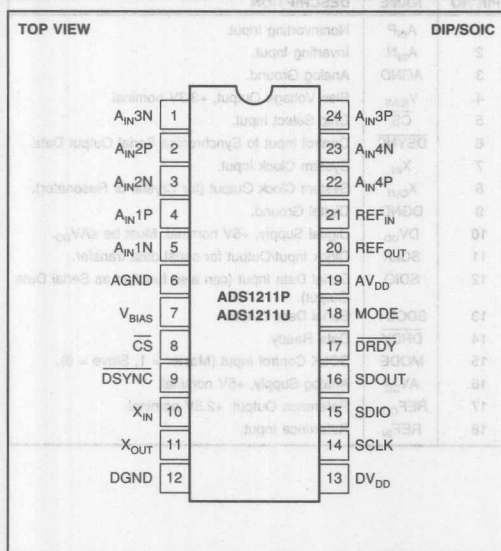 TOP VIEW DIP/SOIC
AIN3N 1 24 AIN3P
AIN2P 2 23 AIN4N
AIN2N 3 22 AIN4P
AIN1P 4 21 REFIN
AIN1N 5 20 REFOUT
AGND 6 19 AVDD
ADS1211P
ADS1211U
VBIAS 7 18 MODE
CS 8 17 DRDY
DSYNC 9 16 SDOUT
XIN 10 15 SDIO
XOUT 11 14 SCLK
DGND 12 13 DVDD